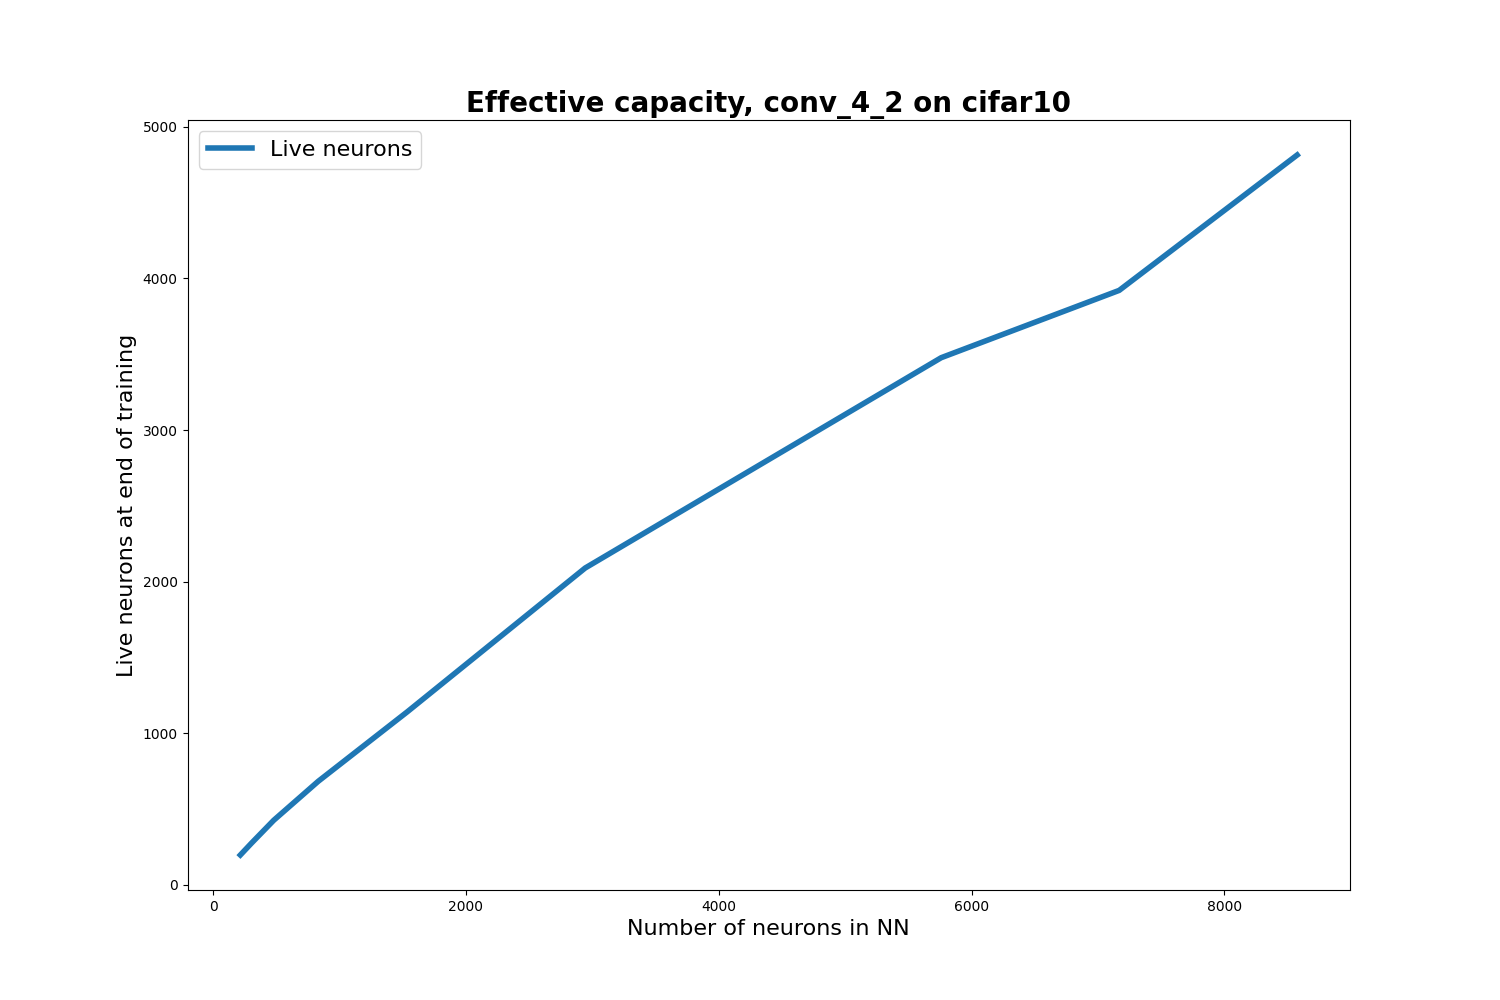 Effective capacity, conv_4_2 on cifar10
Live neurons
5000
4000
3000
2000
1000
0
Live neurons at end of training
0 2000 4000 6000 8000
Number of neurons in NN